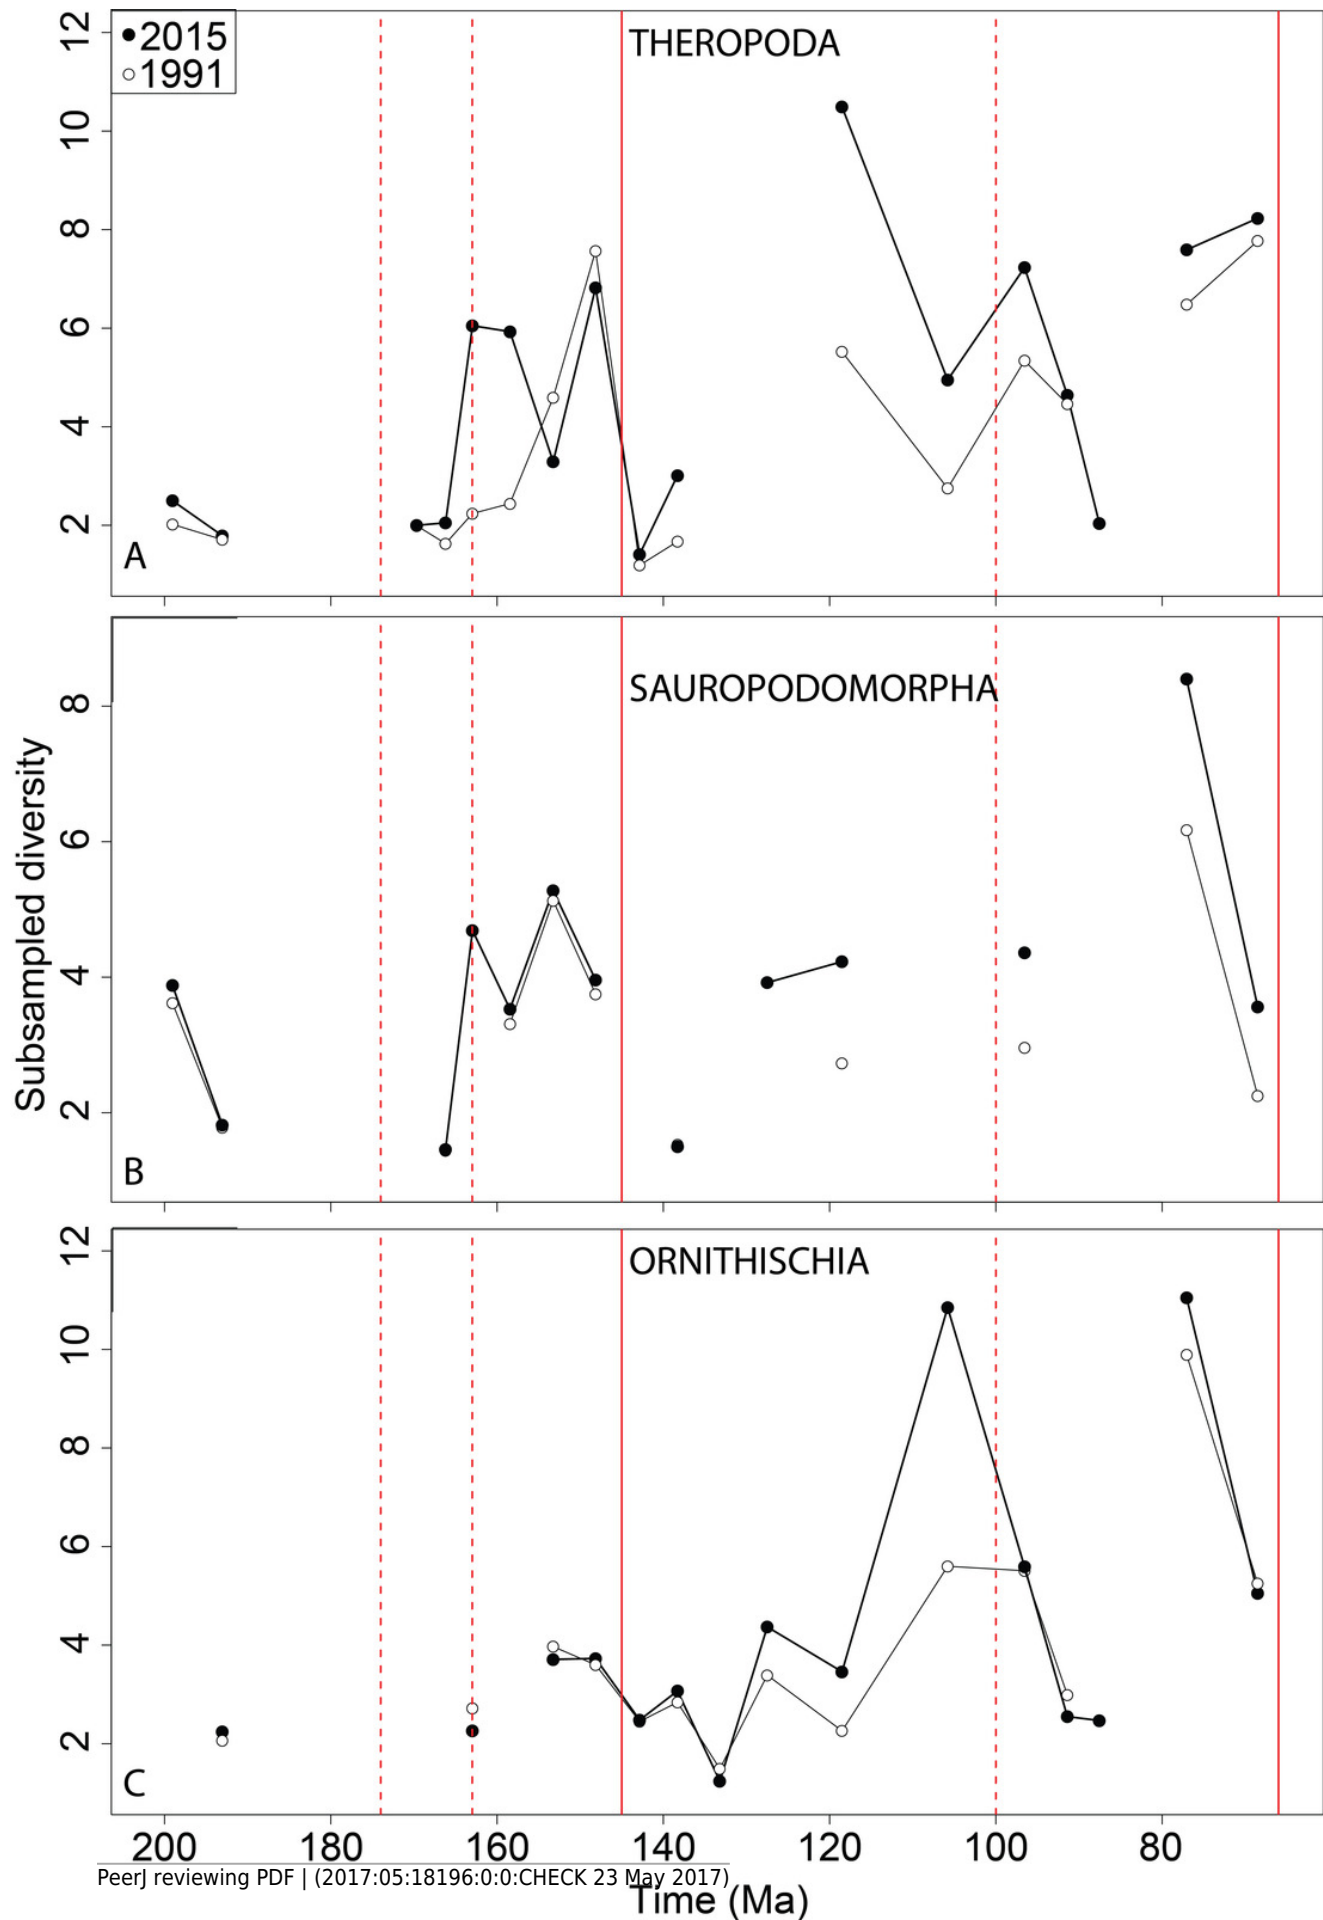 2015
1991
THEROPODA
12
10
8
6
4
2
A
SAUROPODOMORPHA
8
6
4
2
B
Subsampled diversity
ORNITHISCHIA
12
10
8
6
4
2
C
200 180 160 140 120 100 80
PeerJ reviewing PDF | (2017:05:18196:0:0:CHECK 23 May 2017)
Time (Ma)